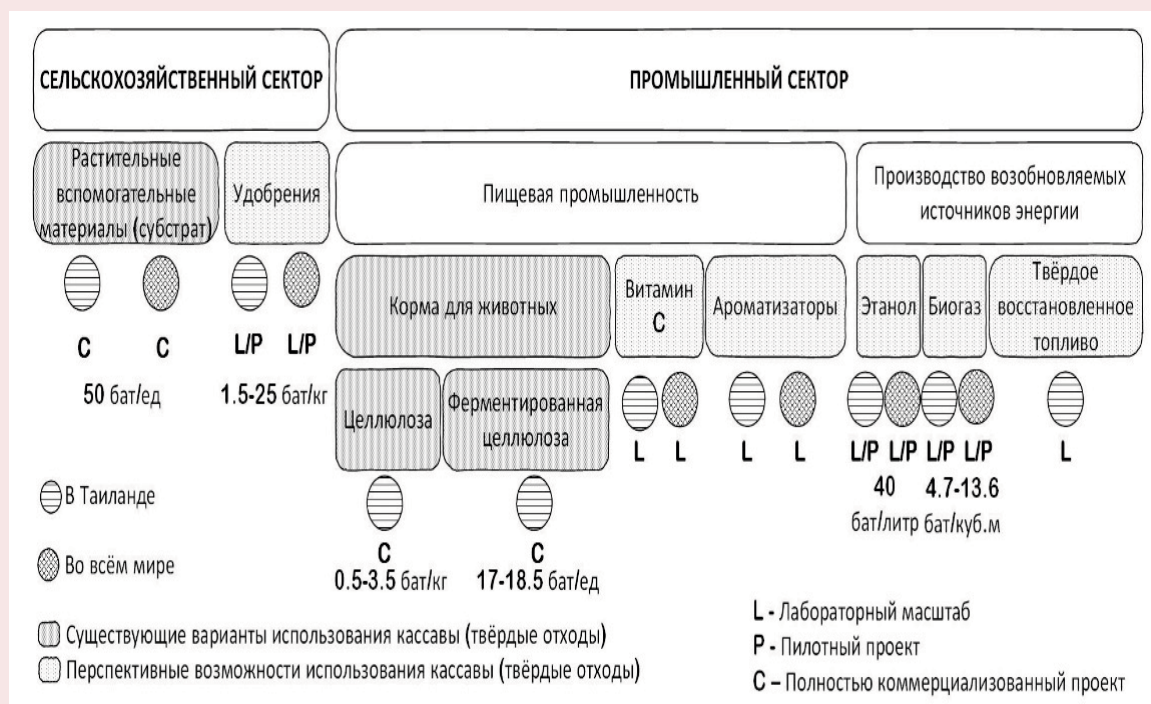 СЕЛЬСКОХОЗЯЙСТВЕННЫЙ СЕКТОР
ПРОМЫШЛЕННЫЙ СЕКТОР
Растительные
вспомогательные
материалы (субстрат)
Удобрения
Пищевая промышленность
Производство возобновляемых
источников энергии
Корма для животных
Витамин
С
Ароматизаторы
Этанол
Биогаз
Твёрдое
восстановленное
топливо
C C
50 бат/ед
L/P L/P
1.5-25 бат/кг
Целлюлоза
Ферментированная
целлюлоза
L L
L L
L/P L/P L/P L/P
L
40
бат/литр
4.7-13.6
бат/куб.м
C
0.5-3.5 бат/кг
C
17-18.5 бат/ед
В Таиланде
Во всём мире
Существующие варианты использования кассавы (твёрдые отходы)
Перспективные возможности использования кассавы (твёрдые отходы)
L - Лабораторный масштаб
P - Пилотный проект
C – Полностью коммерциализованный проект